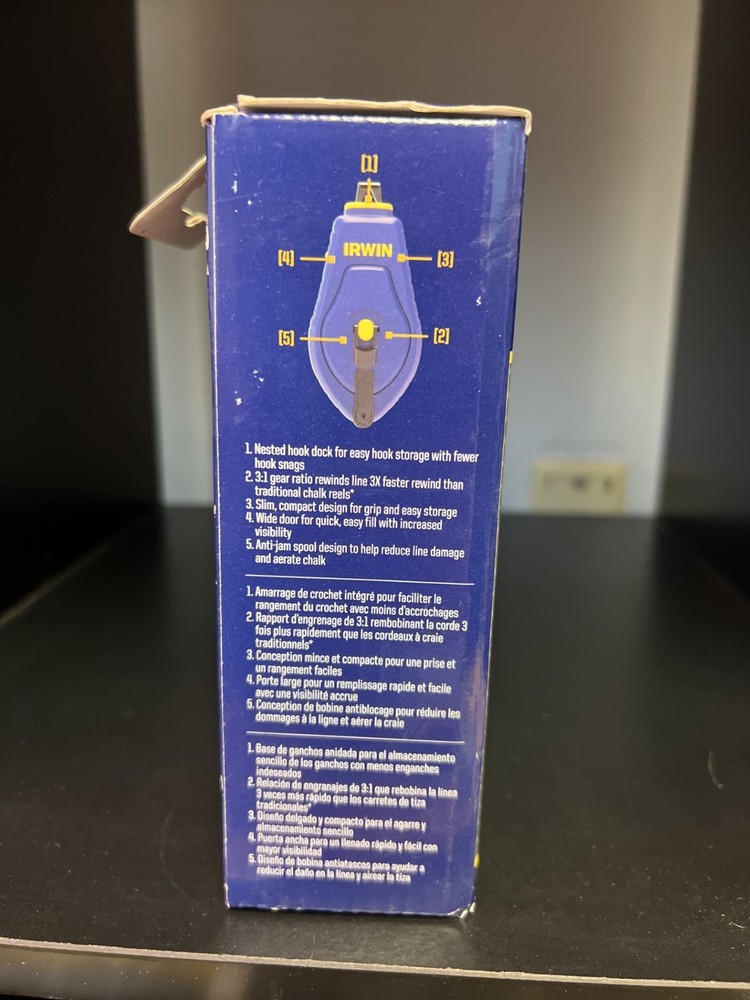 [1]
IRWIN
[4]
[3]
[5]
[2]
1. Nested hook dock for easy hook storage with fewer
hook snags
2. 3:1 gear ratio rewinds line 3X faster rewind than
traditional chalk reels*
3. Slim, compact design for grip and easy storage
4. Wide door for quick, easy fill with increased
visibility
5. Anti-jam spool design to help reduce line damage
and aerate chalk
1. Amarrage de crochet intégré pour faciliter le
rangement du crochet avec moins d'accrochages
2. Rapport d'engrenage de 3:1 rembobinant la corde 3
fois plus rapidement que les cordeaux à craie
traditionnels*
3. Conception mince et compacte pour une prise et
un rangement faciles
4. Porte large pour un remplissage rapide et facile
avec une visibilité accrue
5. Conception de bobine antiblocage pour réduire les
dommages à la ligne et aérer la craie
1. Base de ganchos anidada para el almacenamiento
sencillo de los ganchos con menos enganches
indeseados
2. Relación de engranajes de 3:1 que rebobina la línea
3 veces más rápido que los carretes de tiza
tradicionales*
3. Diseño delgado y compacto para el agarre y
almacenamiento sencillo
4. Puerta ancha para un llenado rápido y fácil con
mayor visibilidad
5. Diseño de bobina antiatascos para ayudar a
reducir el daño en la línea y airear la tiza